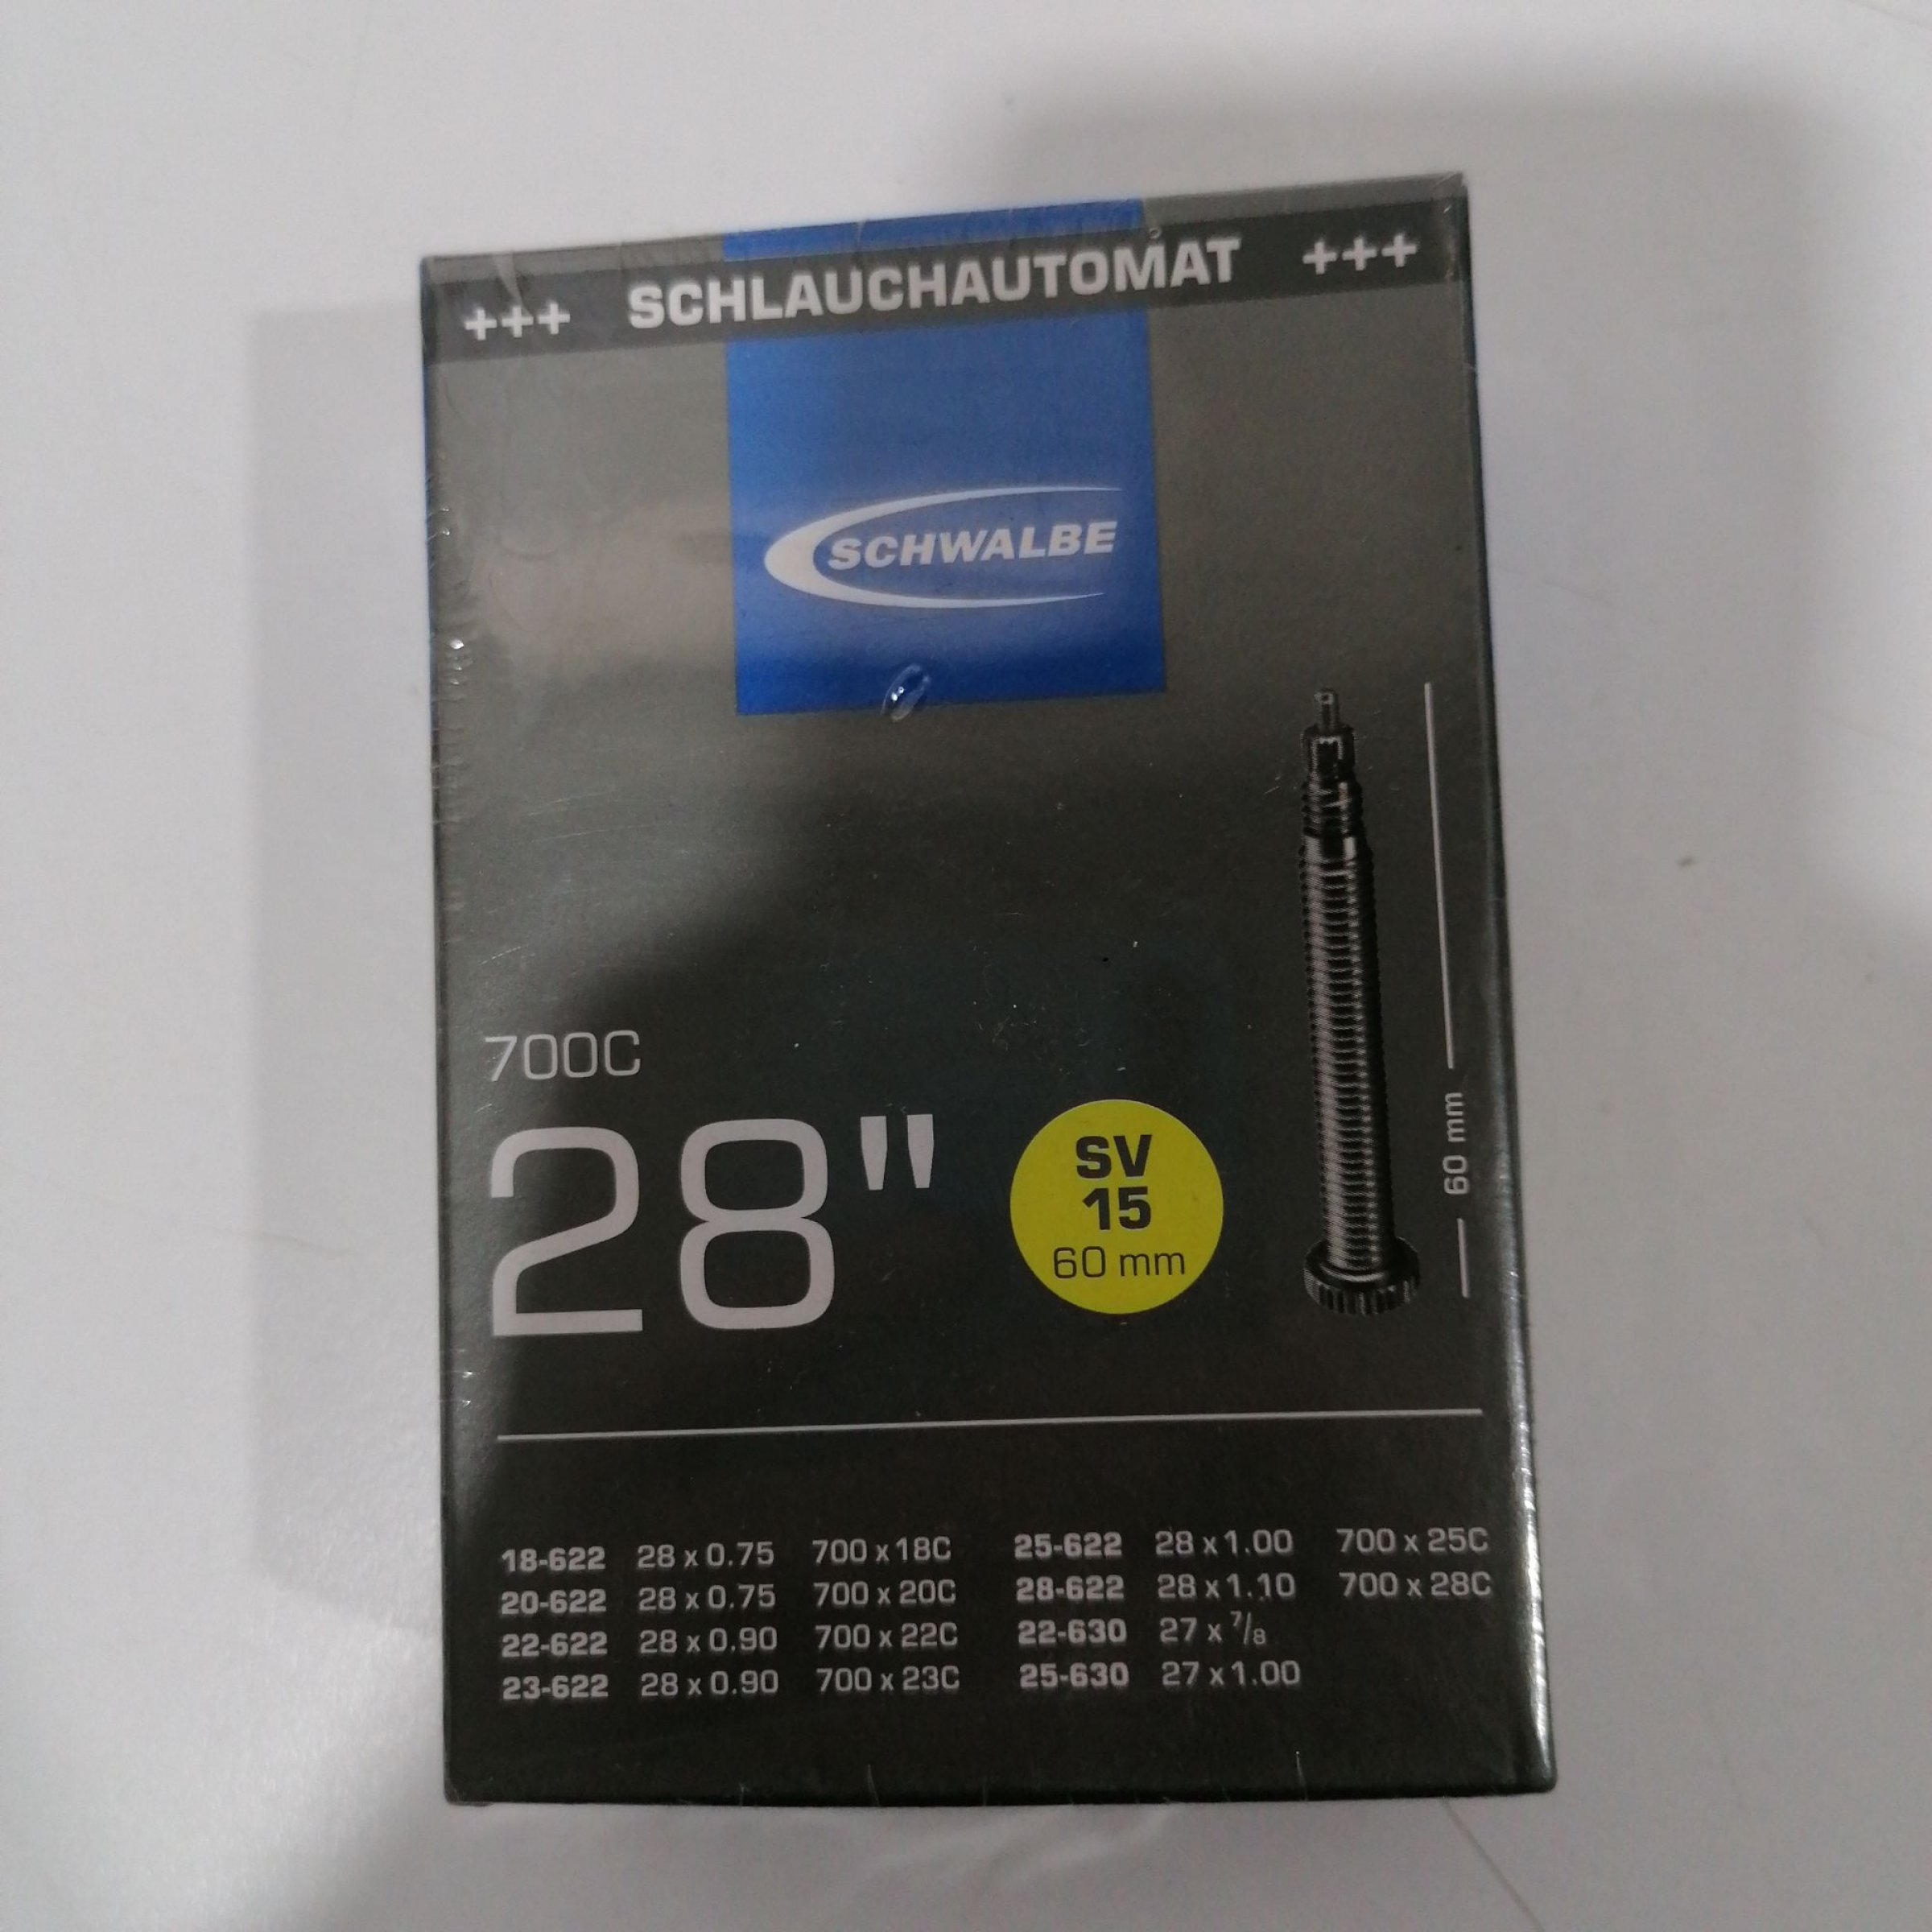 +++ SCHLAUCHAUTOMAT +++
SCHWALBE
700C
28"
SV
15
60 mm
60 mm
18-622 28 x 0.75 700 x 18C
20-622 28 x 0.75 700 x 20C
22-622 28 x 0.90 700 x 22C
23-622 28 x 0.90 700 x 23C
25-622 28 x 1.00 700 x 25C
28-622 28 x 1.10 700 x 28C
22-630 27 x 7/8
25-630 27 x 1.00